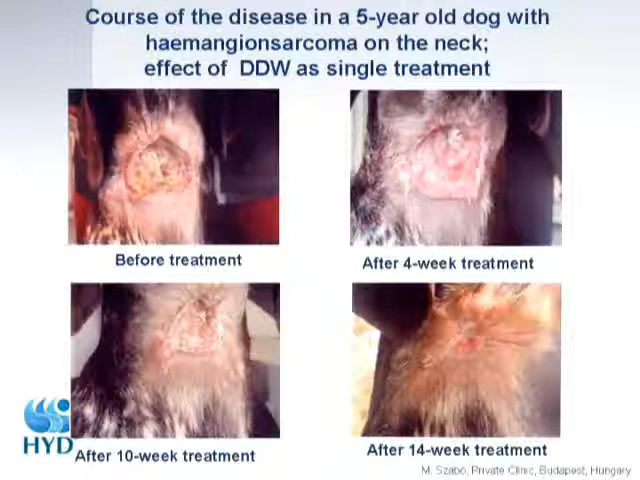 Course of the disease in a 5-year old dog with
haemangionsarcoma on the neck;
effect of DDW as single treatment
Before treatment
After 4-week treatment
HYD
After 10-week treatment
After 14-week treatment
M. Szabó, Private Clinic, Budapest, Hungary